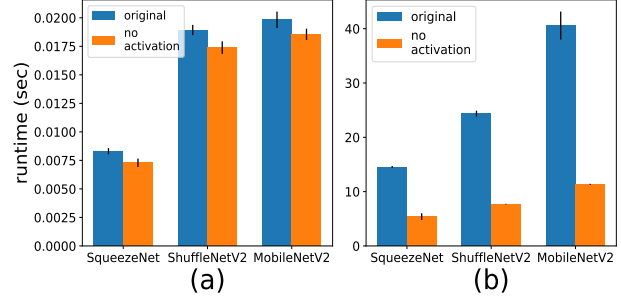 0.0200
0.0175
0.0150
0.0125
0.0100
0.0075
0.0050
0.0025
0.0000
runtime (sec)
original
no
activation
SqueezeNet ShuffleNetV2 MobileNetV2
(a)
40
30
20
10
0
original
no
activation
SqueezeNet ShuffleNetV2 MobileNetV2
(b)